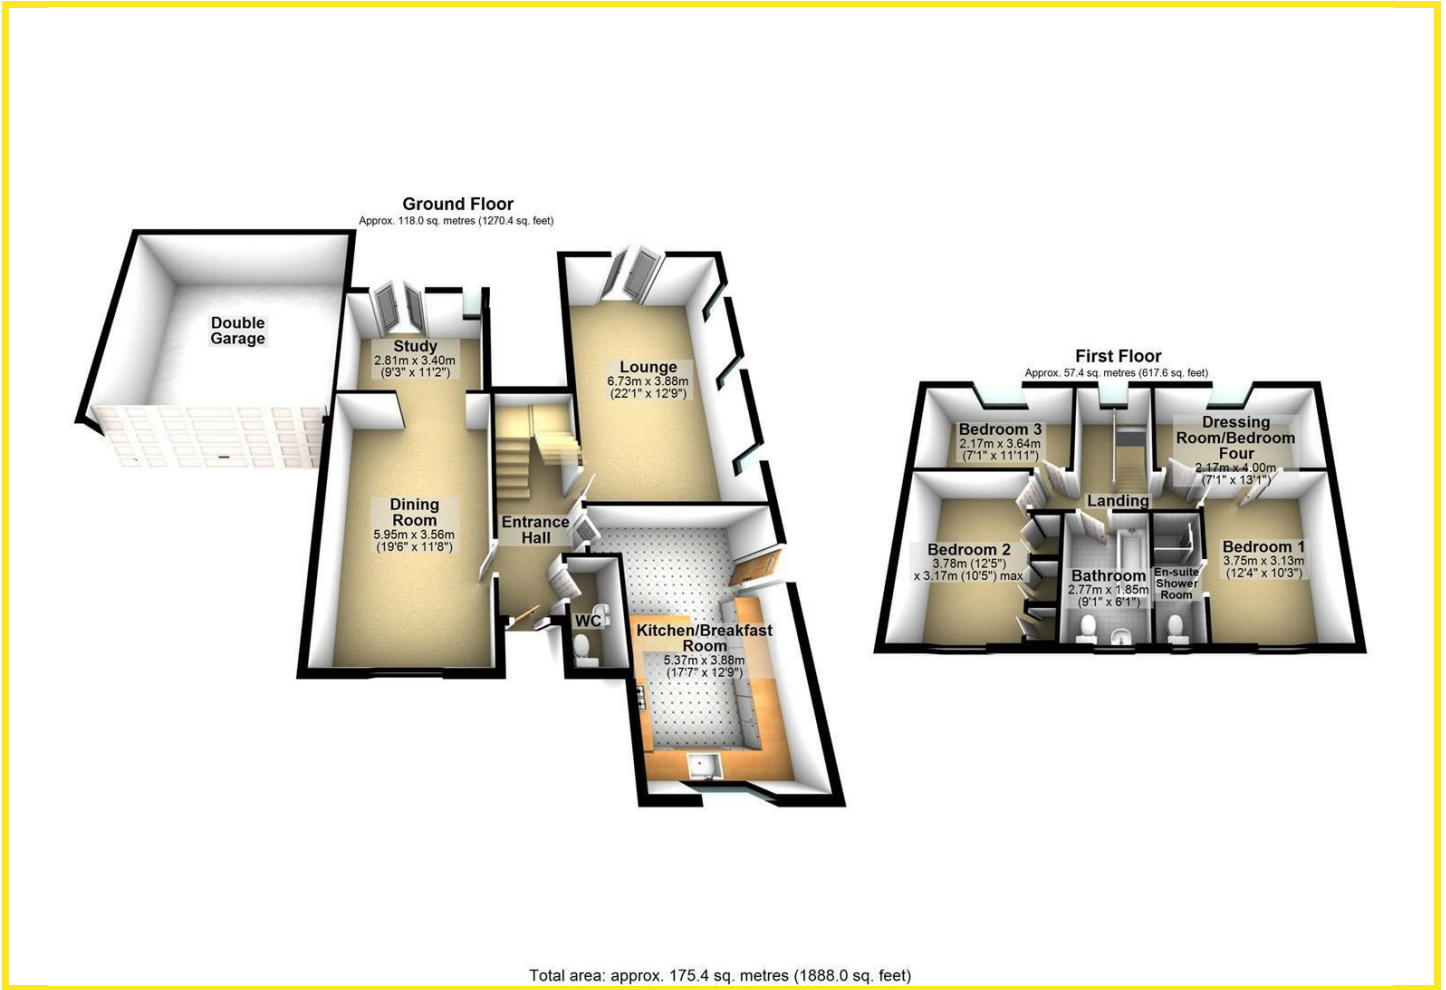 Ground Floor
Approx. 118.0 sq. metres (1270.4 sq. feet)
Double
Garage
Study
2.81m x 3.40m
(9'3" x 11'2")
Lounge
6.73m x 3.88m
(22'1" x 12'9")
Dining
Room
5.95m x 3.56m
(19'6" x 11'8")
Entrance
Hall
WC
Kitchen/Breakfast
Room
5.37m x 3.88m
(17'7" x 12'9")
First Floor
Approx. 57.4 sq. metres (617.6 sq. feet)
Bedroom 3
2.17m x 3.64m
(7'1" x 11'11")
Dressing
Room/Bedroom
Four
2.17m x 4.00m
(7'1" x 13'1")
Landing
Bedroom 2
3.78m (12'5")
x 3.17m (10'5") max
Bathroom
2.77m x 1.85m
(9'1" x 6'1")
En-suite
Shower
Room
Bedroom 1
3.75m x 3.13m
(12'4" x 10'3")
Total area: approx. 175.4 sq. metres (1888.0 sq. feet)